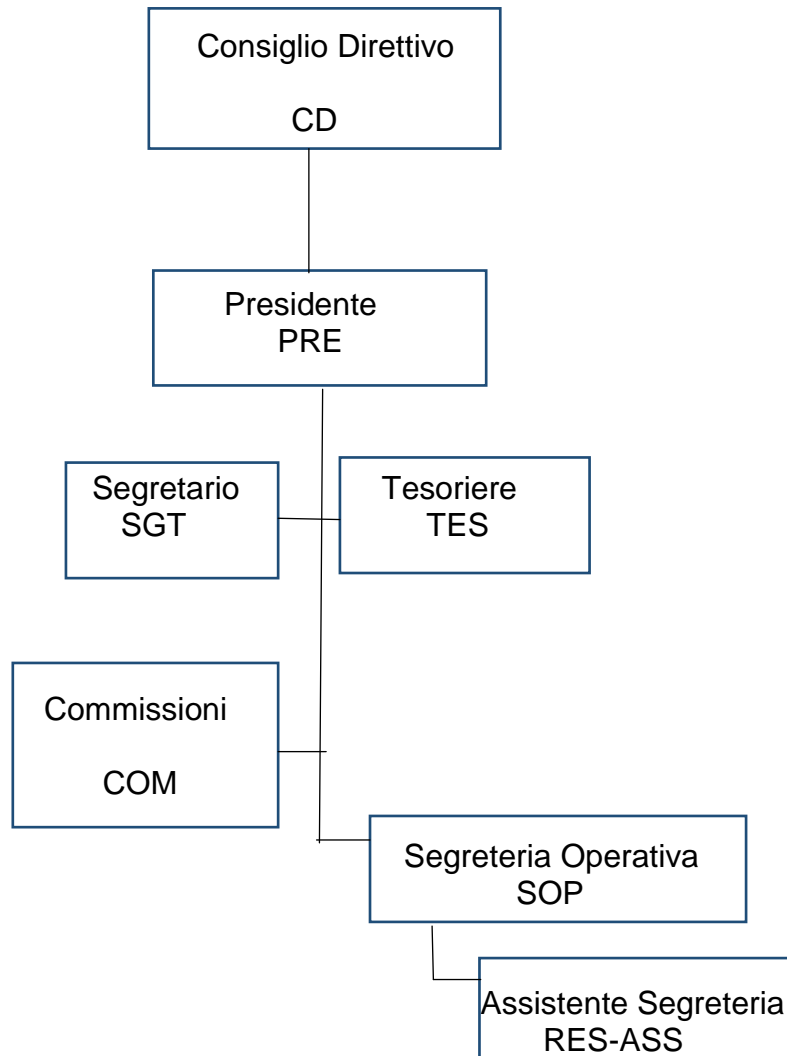 Consiglio Direttivo
CD
Presidente
PRE
Segretario
SGT
Tesoriere
TES
Commissioni
COM
Segreteria Operativa
SOP
Assistente Segreteria
RES-ASS